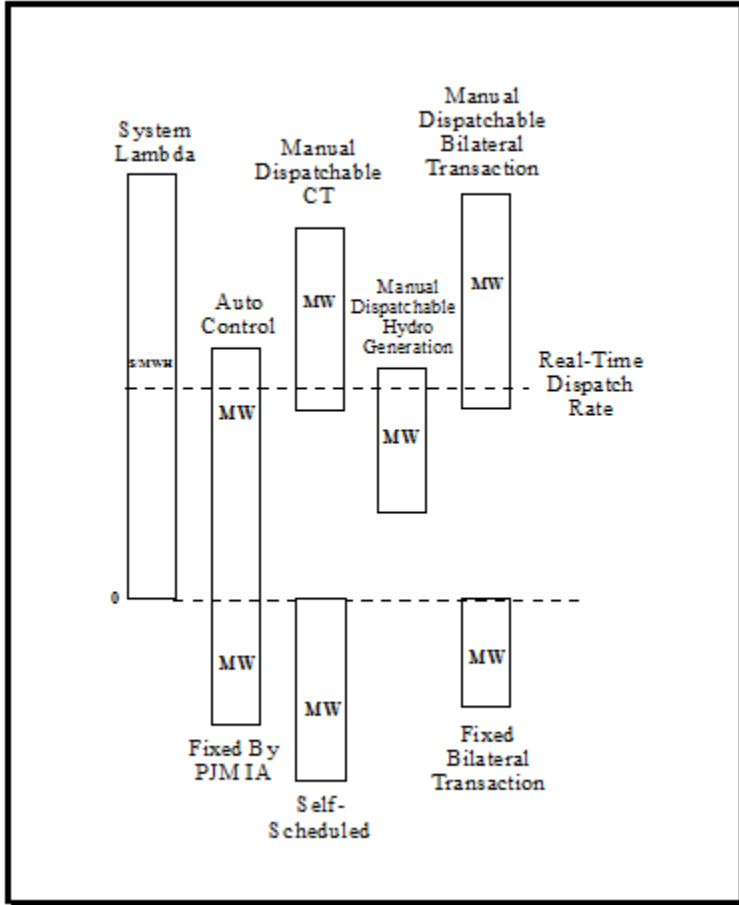 System
Lambda
Manual
Dispatchable
CT
Manual
Dispatchable
Bilateral
Transaction
Auto
Control
MW
Manual
Dispatchable
Hydro
Generation
MW
$/MWH
Real-Time
Dispatch
Rate
MW
MW
0
MW
MW
MW
Fixed By
PJM IA
Self-
Scheduled
Fixed
Bilateral
Transaction